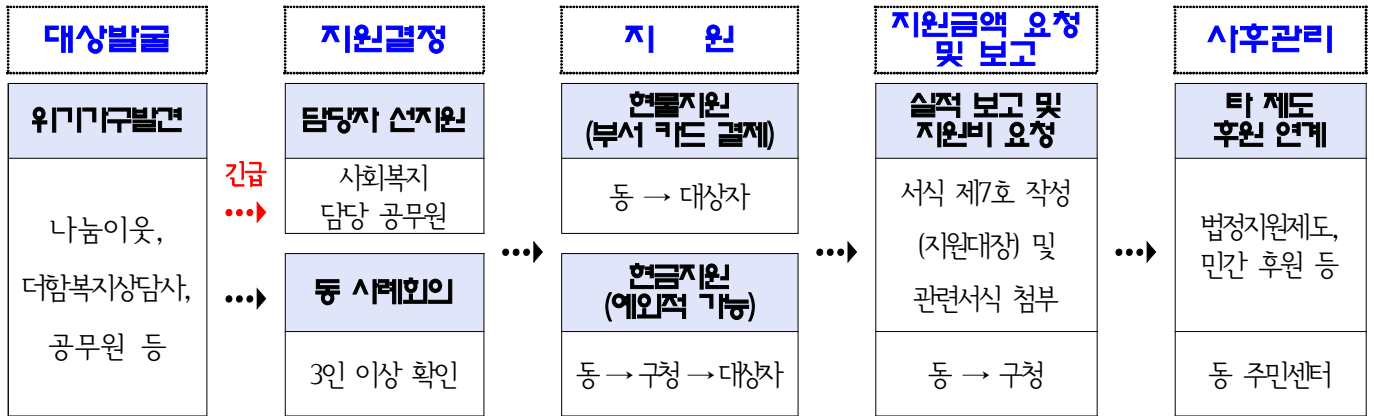 대상발굴
위기가구발견
나눔이웃,
더함복지상담사,
공무원 등
긴급
지원결정
담당자 선지원
사회복지
담당 공무원
동 사례회의
3인 이상 확인
지 원
현물지원
(부서 카드 결제)
동 → 대상자
현금지원
(예외적 가능)
동 → 구청 → 대상자
지원금액 요청
및 보고
실적 보고 및
지원비 요청
서식 제7호 작성
(지원대장) 및
관련서식 첨부
동 → 구청
사후관리
타 제도
후원 연계
법정지원제도,
민간 후원 등
동 주민센터